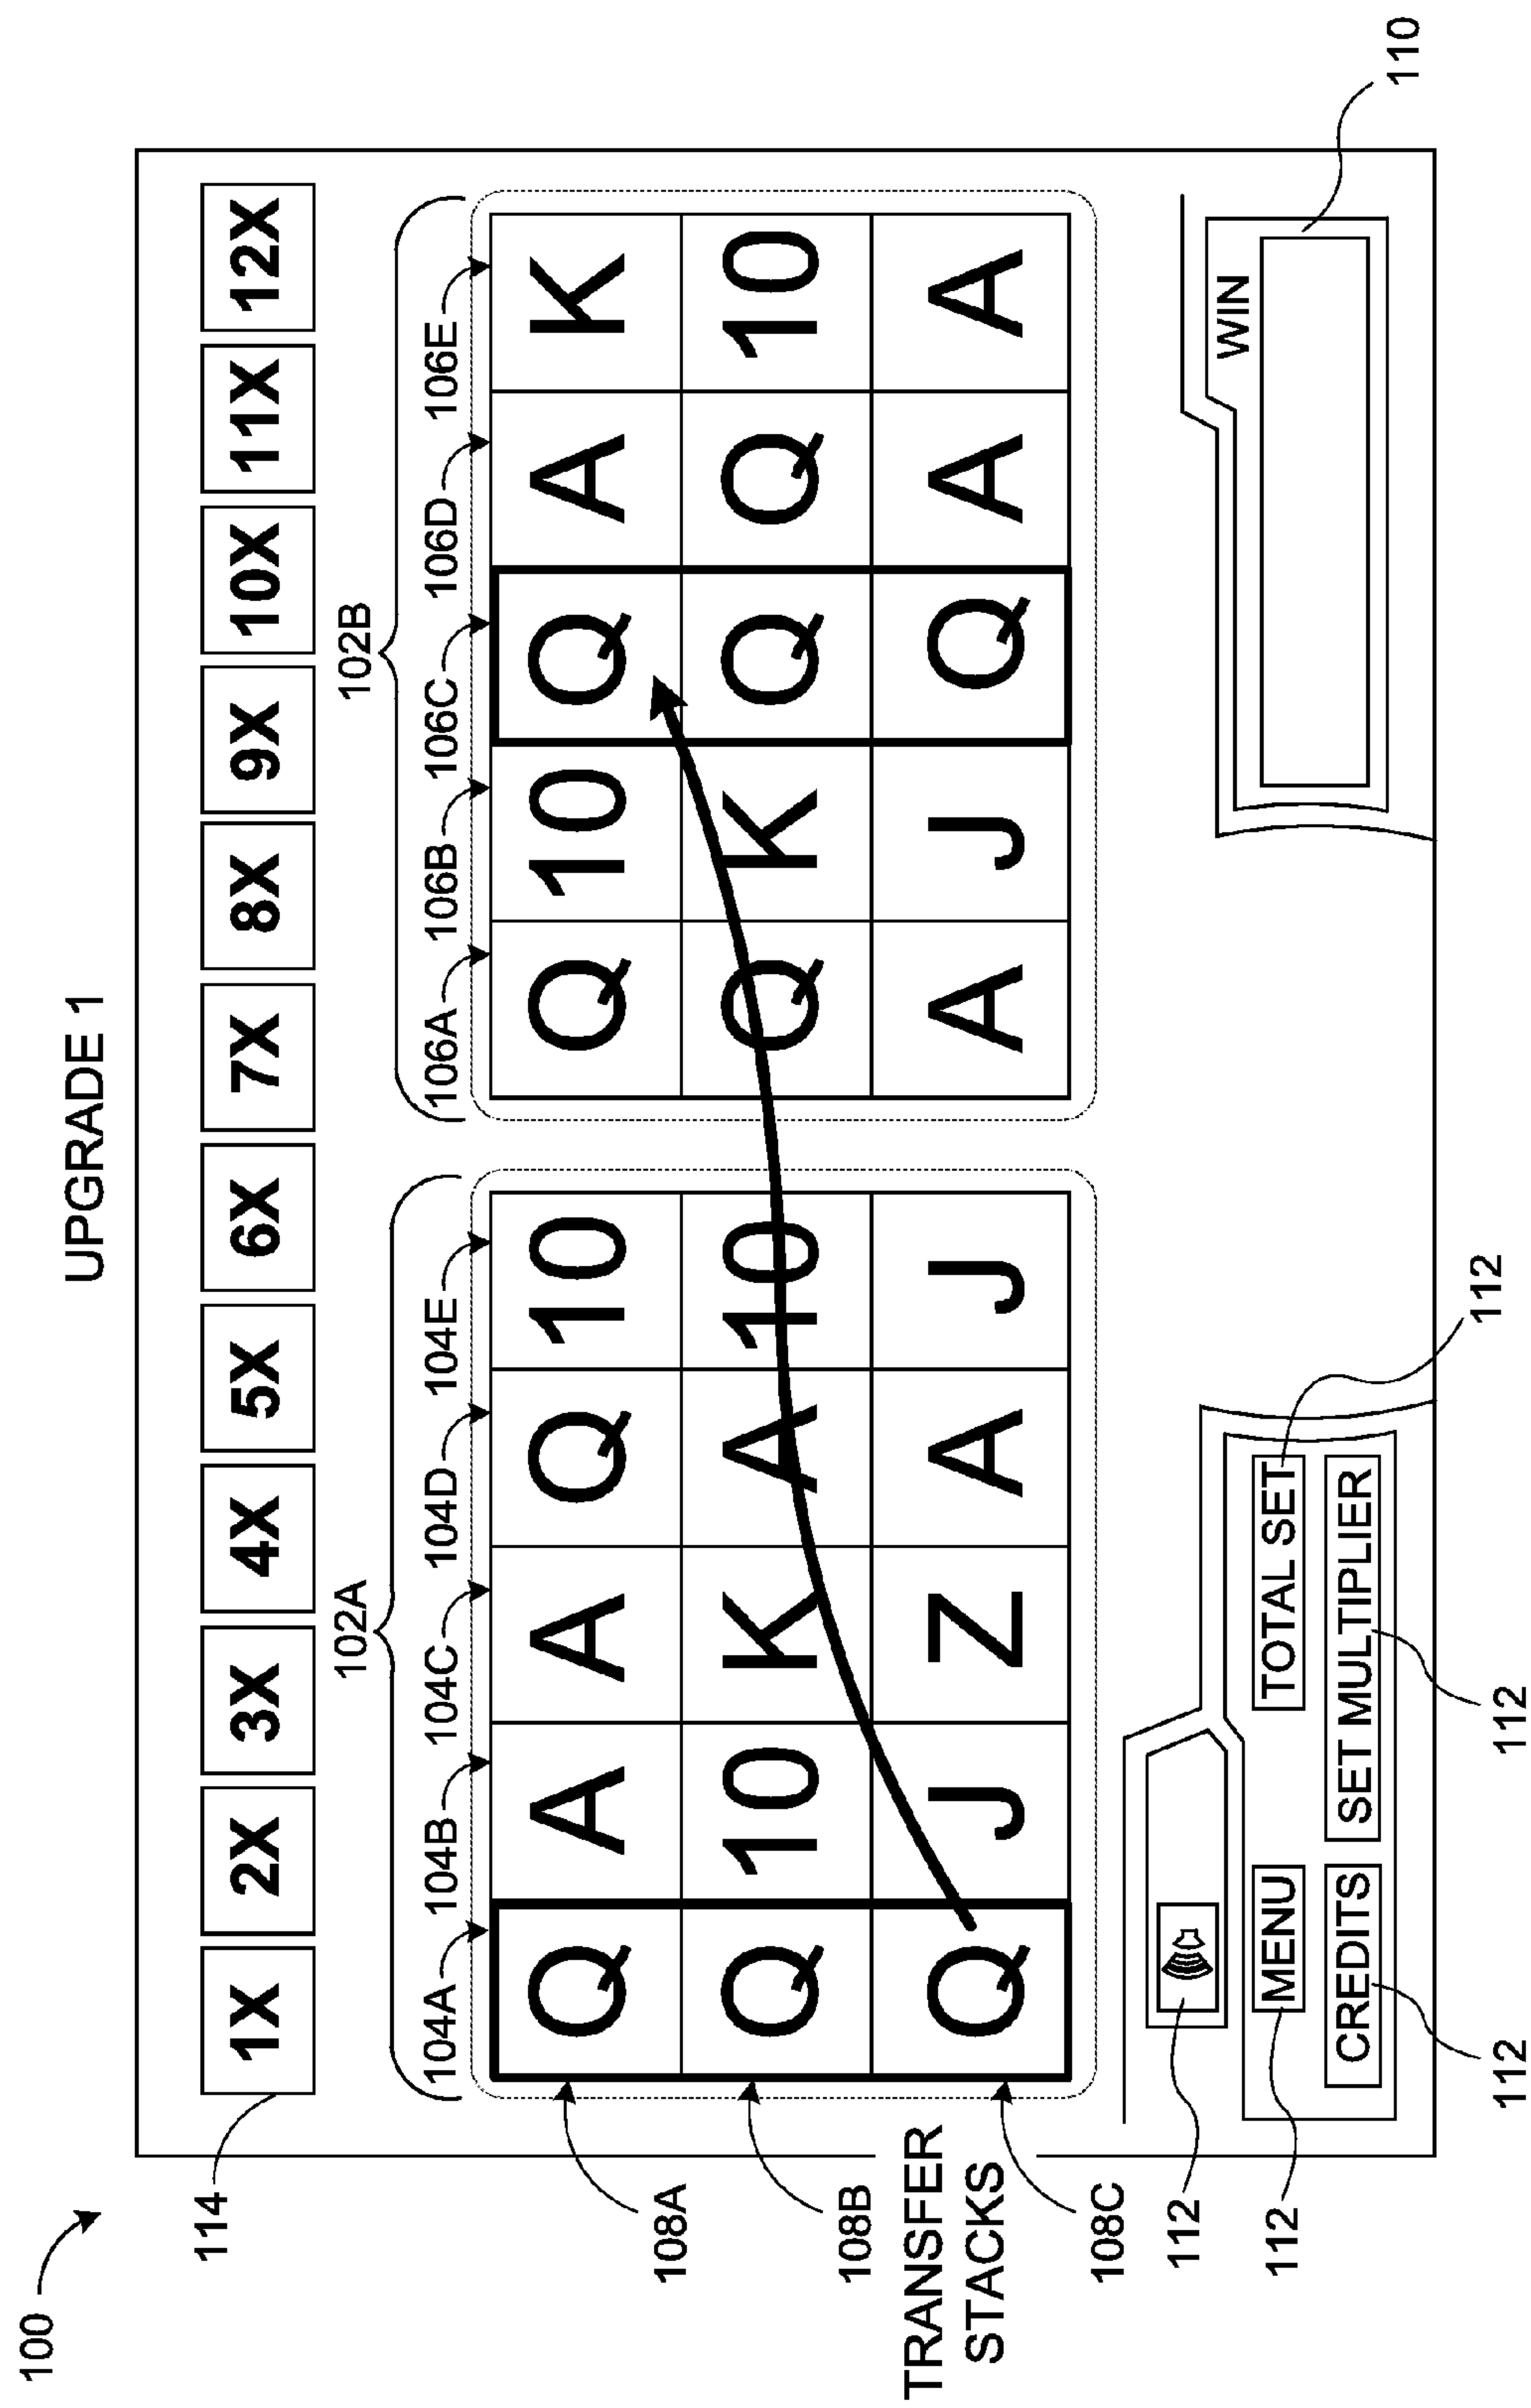 100
UPGRADE 1
114
1X 2X 3X 4X 5X 6X 7X 8X 9X 10X 11X 12X
102A 102B
104A 104B 104C 104D 104E 106A 106B 106C 106D 106E
108A
Q A A Q 10 Q 10 Q A K
108B
Q 10 K A 10 Q K Q Q 10
TRANSFER
STACKS
108C
Q J Z A J A J Q A A
112
112
MENU TOTAL SET
112
WIN
CREDITS SET MULTIPLIER
110
112 112